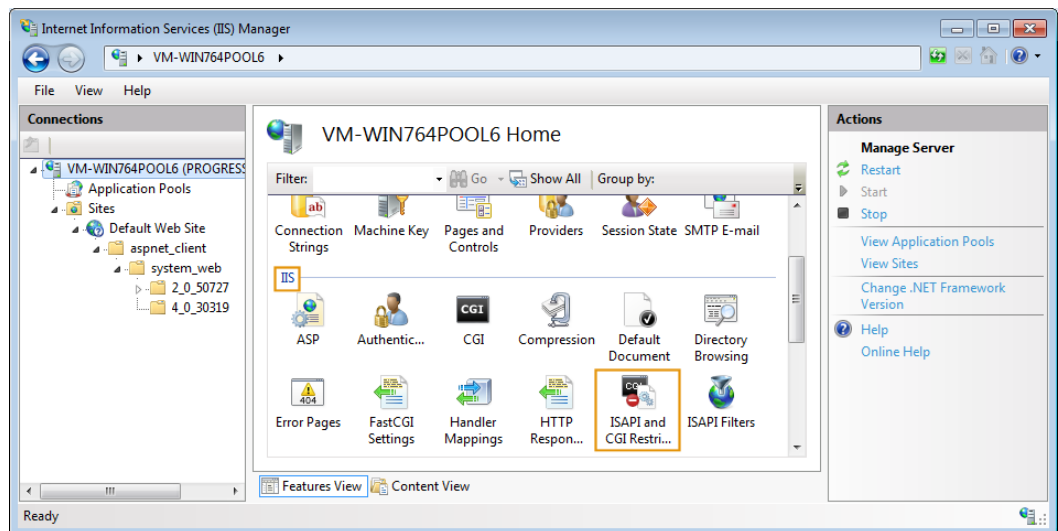 Internet Information Services (IIS) Manager
VM-WIN764POOL6
File View Help
Connections
VM-WIN764POOL6 (PROGRESS
Application Pools
Sites
Default Web Site
aspnet_client
system_web
2_0_50727
4_0_30319
VM-WIN764POOL6 Home
Filter: Go Show All Group by:
ab
Connection Strings
Machine Key
Pages and Controls
Providers
Session State
SMTP E-mail
IIS
ASP
Authentic...
CGI
CGI
Compression
Default Document
Directory Browsing
404
Error Pages
FastCGI Settings
Handler Mappings
HTTP Respon...
CGI
ISAPI and CGI Restri...
ISAPI Filters
Features View Content View
Actions
Manage Server
Restart
Start
Stop
View Application Pools
View Sites
Change .NET Framework
Version
Help
Online Help
Ready